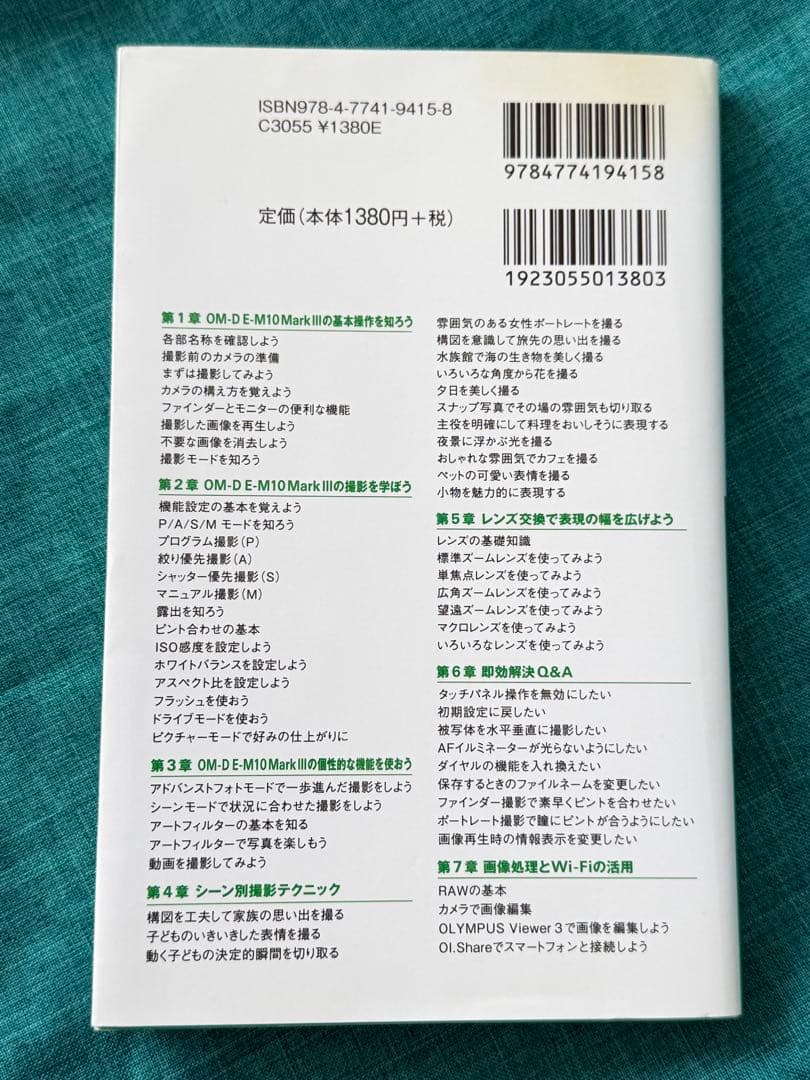 ISBN978-4-7741-9415-8
C3055 ¥1380E
9784774194158
定価(本体1380円+税)
1923055013803
第1章 OM-D E-M10 Mark IIIの基本操作を知ろう
各部名称を確認しよう
撮影前のカメラの準備
まずは撮影してみよう
カメラの構え方を覚えよう
ファインダーとモニターの便利な機能
撮影した画像を再生しよう
不要な画像を消去しよう
撮影モードを知ろう
第2章 OM-D E-M10 Mark IIIの撮影を学ぼう
機能設定の基本を覚えよう
P/A/S/M モードを知ろう
プログラム撮影(P)
絞り優先撮影(A)
シャッター優先撮影(S)
マニュアル撮影(M)
露出を知ろう
ピント合わせの基本
ISO感度を設定しよう
ホワイトバランスを設定しよう
アスペクト比を設定しよう
フラッシュを使おう
ドライブモードを使おう
ピクチャーモードで好みの仕上がりに
第3章 OM-D E-M10 Mark IIIの個性的な機能を使おう
アドバンストフォトモードで一歩進んだ撮影をしよう
シーンモードで状況に合わせた撮影をしよう
アートフィルターの基本を知る
アートフィルターで写真を楽しもう
動画を撮影してみよう
第4章 シーン別撮影テクニック
構図を工夫して家族の思い出を撮る
子どものいきいきした表情を撮る
動く子どもの決定的瞬間を切り取る
雰囲気のある女性ポートレートを撮る
構図を意識して旅先の思い出を撮る
水族館で海の生き物を美しく撮る
いろいろな角度から花を撮る
夕日を美しく撮る
スナップ写真でその場の雰囲気も切り取る
主役を明確にして料理をおいしそうに表現する
夜景に浮かぶ光を撮る
おしゃれな雰囲気でカフェを撮る
ペットの可愛い表情を撮る
小物を魅力的に表現する
第5章 レンズ交換で表現の幅を広げよう
レンズの基礎知識
標準ズームレンズを使ってみよう
単焦点レンズを使ってみよう
広角ズームレンズを使ってみよう
望遠ズームレンズを使ってみよう
マクロレンズを使ってみよう
いろいろなレンズを使ってみよう
第6章 即効解決Q&A
タッチパネル操作を無効にしたい
初期設定に戻したい
被写体を水平垂直に撮影したい
AFイルミネーターが光らないようにしたい
ダイヤルの機能を入れ換えたい
保存するときのファイルネームを変更したい
ファインダー撮影で素早くピントを合わせたい
ポートレート撮影で瞳にピントが合うようにしたい
画像再生時の情報表示を変更したい
第7章 画像処理とWi-Fiの活用
RAWの基本
カメラで画像編集
OLYMPUS Viewer 3で画像を編集しよう
OI.Shareでスマートフォンと接続しよう